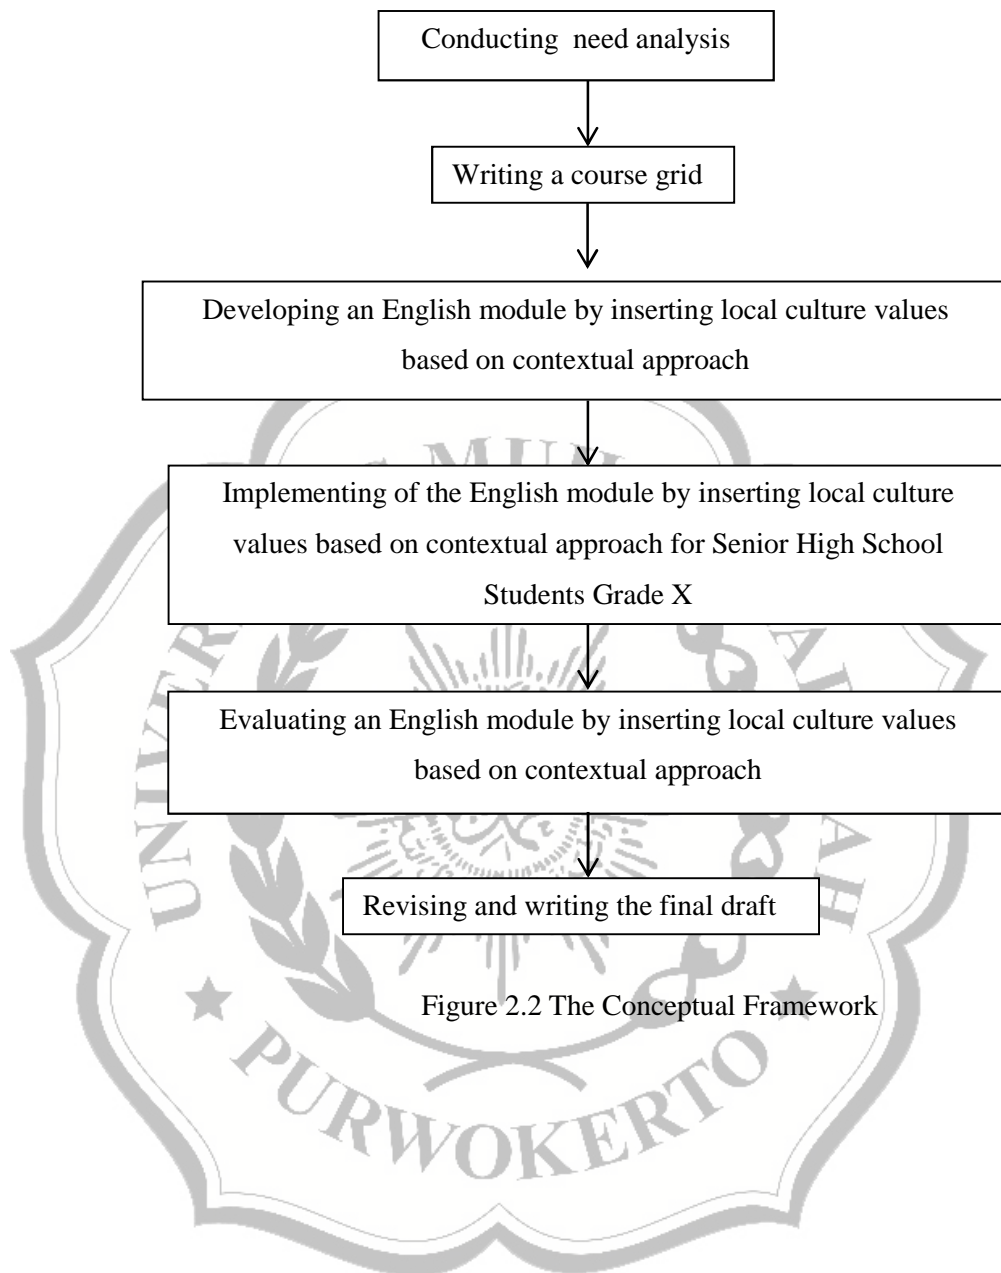 Conducting need analysis
Writing a course grid
Developing an English module by inserting local culture values
based on contextual approach
Implementing of the English module by inserting local culture
values based on contextual approach for Senior High School
Students Grade X
Evaluating an English module by inserting local culture values
based on contextual approach
Revising and writing the final draft
Figure 2.2 The Conceptual Framework
PURWOKERTO